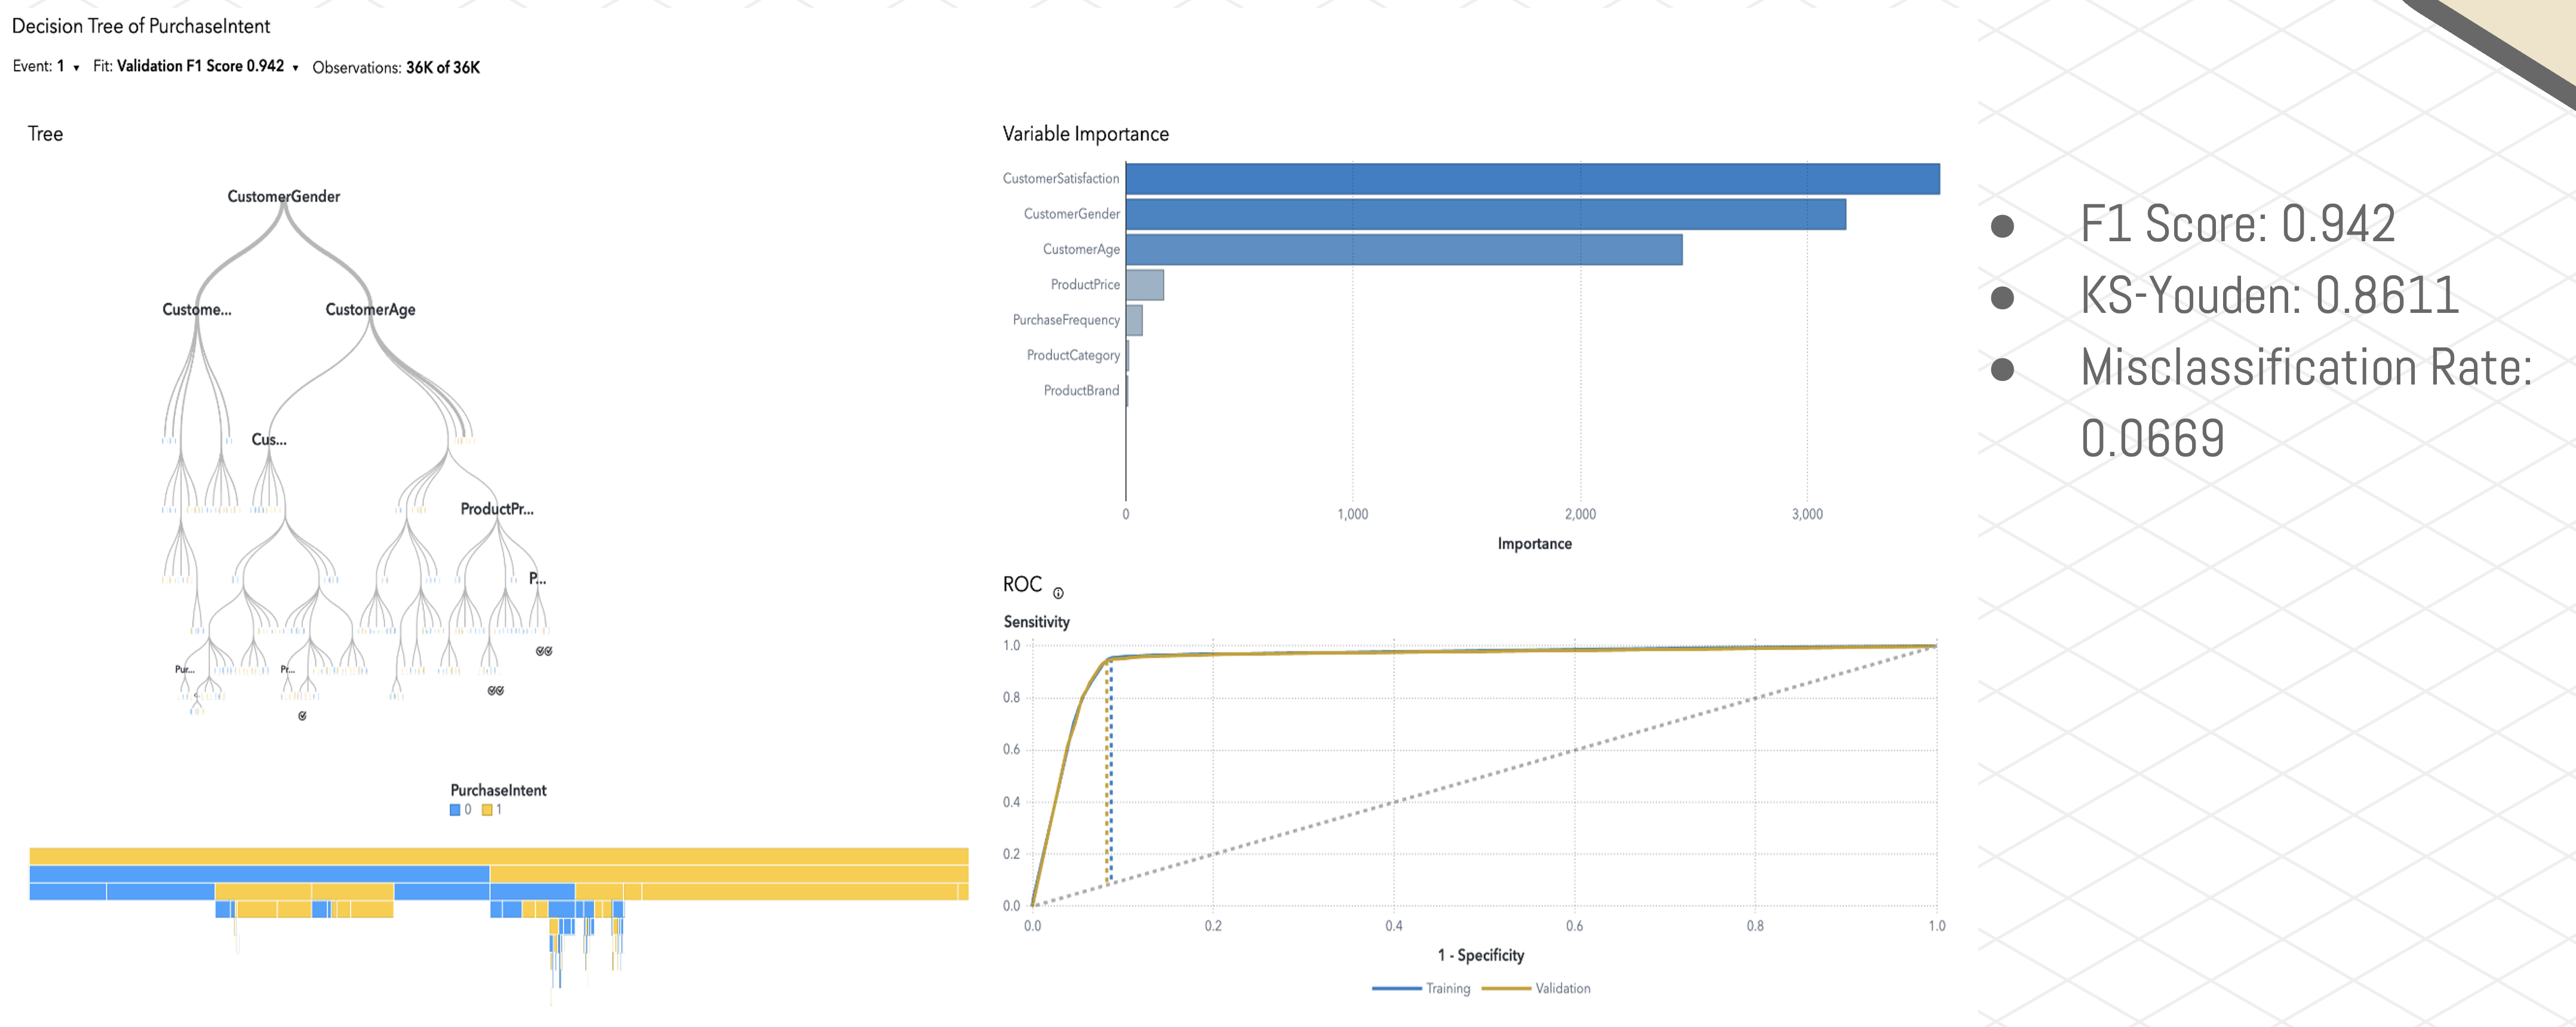 Decision Tree of PurchaseIntent
Event: 1 ▾ Fit: Validation F1 Score 0.942 ▾ Observations: 36K of 36K
Tree
CustomerGender
Custome...
CustomerAge
Cus...
ProductPr...
P...
Pur...
Pr...
PurchaseIntent
0 1
Variable Importance
CustomerSatisfaction
CustomerGender
CustomerAge
ProductPrice
PurchaseFrequency
ProductCategory
ProductBrand
0 1,000 2,000 3,000
Importance
ROC
Sensitivity
1.0
0.8
0.6
0.4
0.2
0.0
0.0 0.2 0.4 0.6 0.8 1.0
1 - Specificity
Training Validation
● F1 Score: 0.942
● KS-Youden: 0.8611
● Misclassification Rate:
0.0669